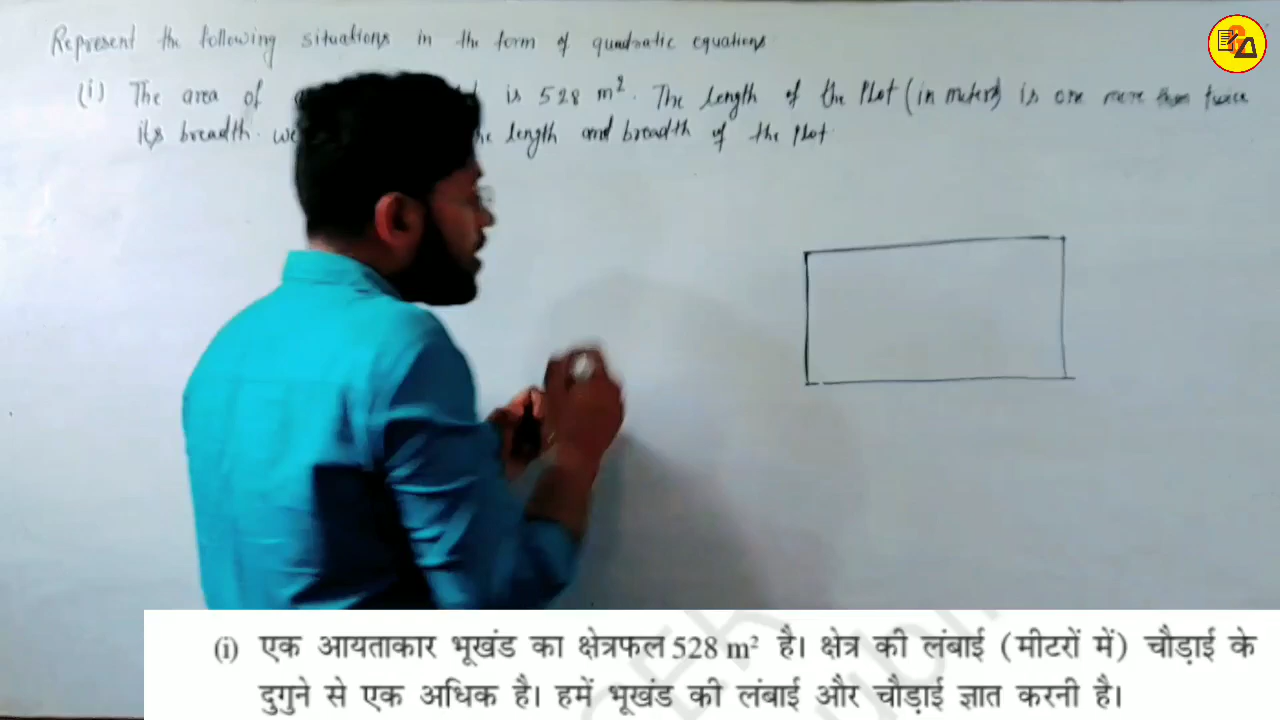 Represent the following situations in the form of quadratic equations
(i) The area of is 528 m². The length of the Plot (in meters) is one more than twice
its breadth. we length and breadth of the Plot
(i) एक आयताकार भूखंड का क्षेत्रफल 528 m² है। क्षेत्र की लंबाई (मीटरों में) चौड़ाई के
दुगुने से एक अधिक है। हमें भूखंड की लंबाई और चौड़ाई ज्ञात करनी है।